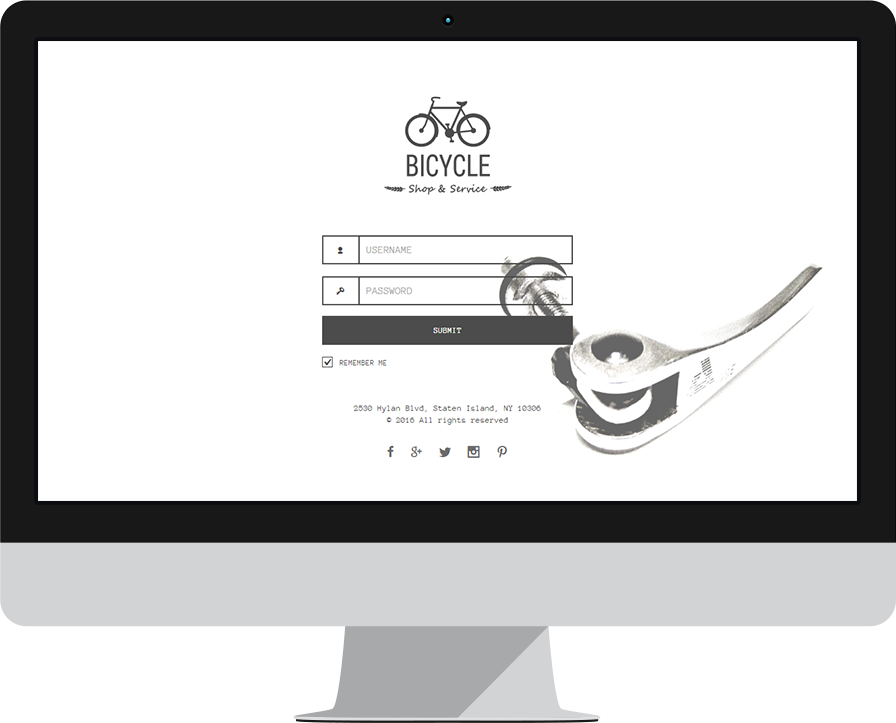 BICYCLE
Shop & Service
USERNAME
PASSWORD
SUBMIT
REMEMBER ME
2530 Hylan Blvd, Staten Island, NY 10306
© 2016 All rights reserved